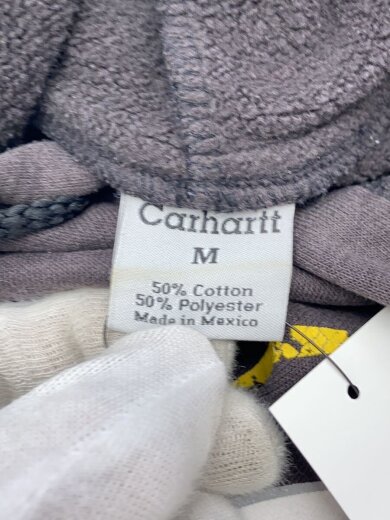 Carhartt
M
50% Cotton
50% Polyester
Made in Mexico